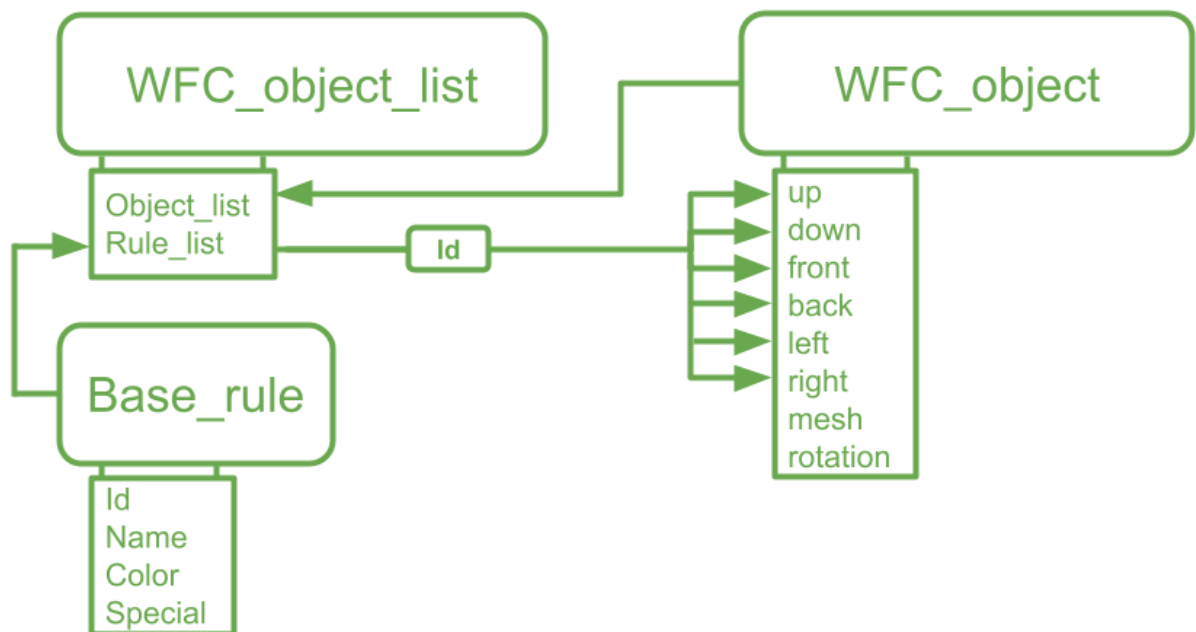 WFC_object_list
WFC_object
Object_list
Rule_list
Id
up
down
front
back
left
right
mesh
rotation
Base_rule
Id
Name
Color
Special